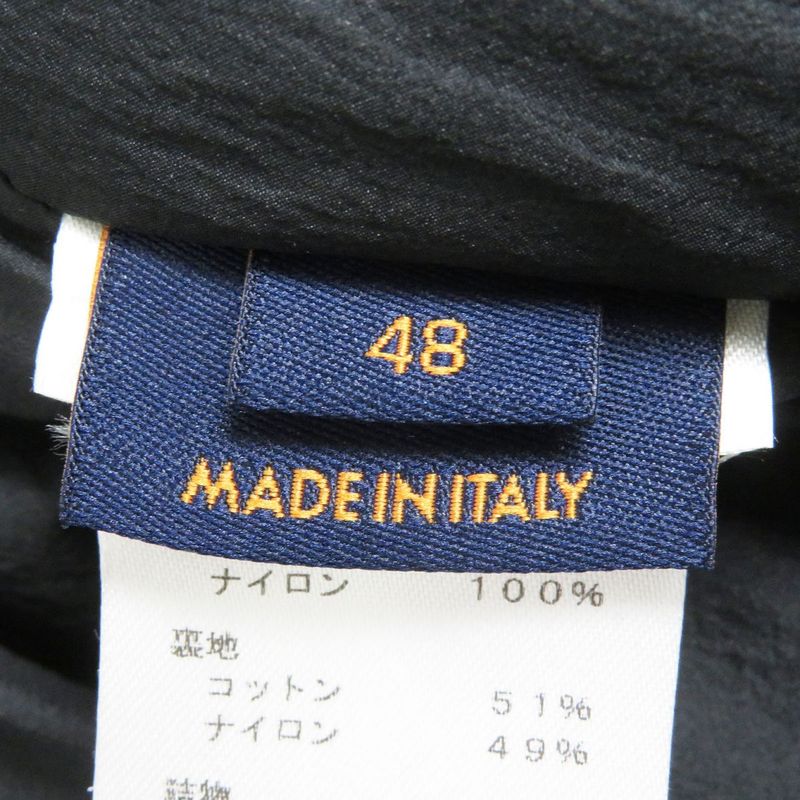 48
MADE IN ITALY
ナイロン 100%
裏地
コットン 51%
ナイロン 49%